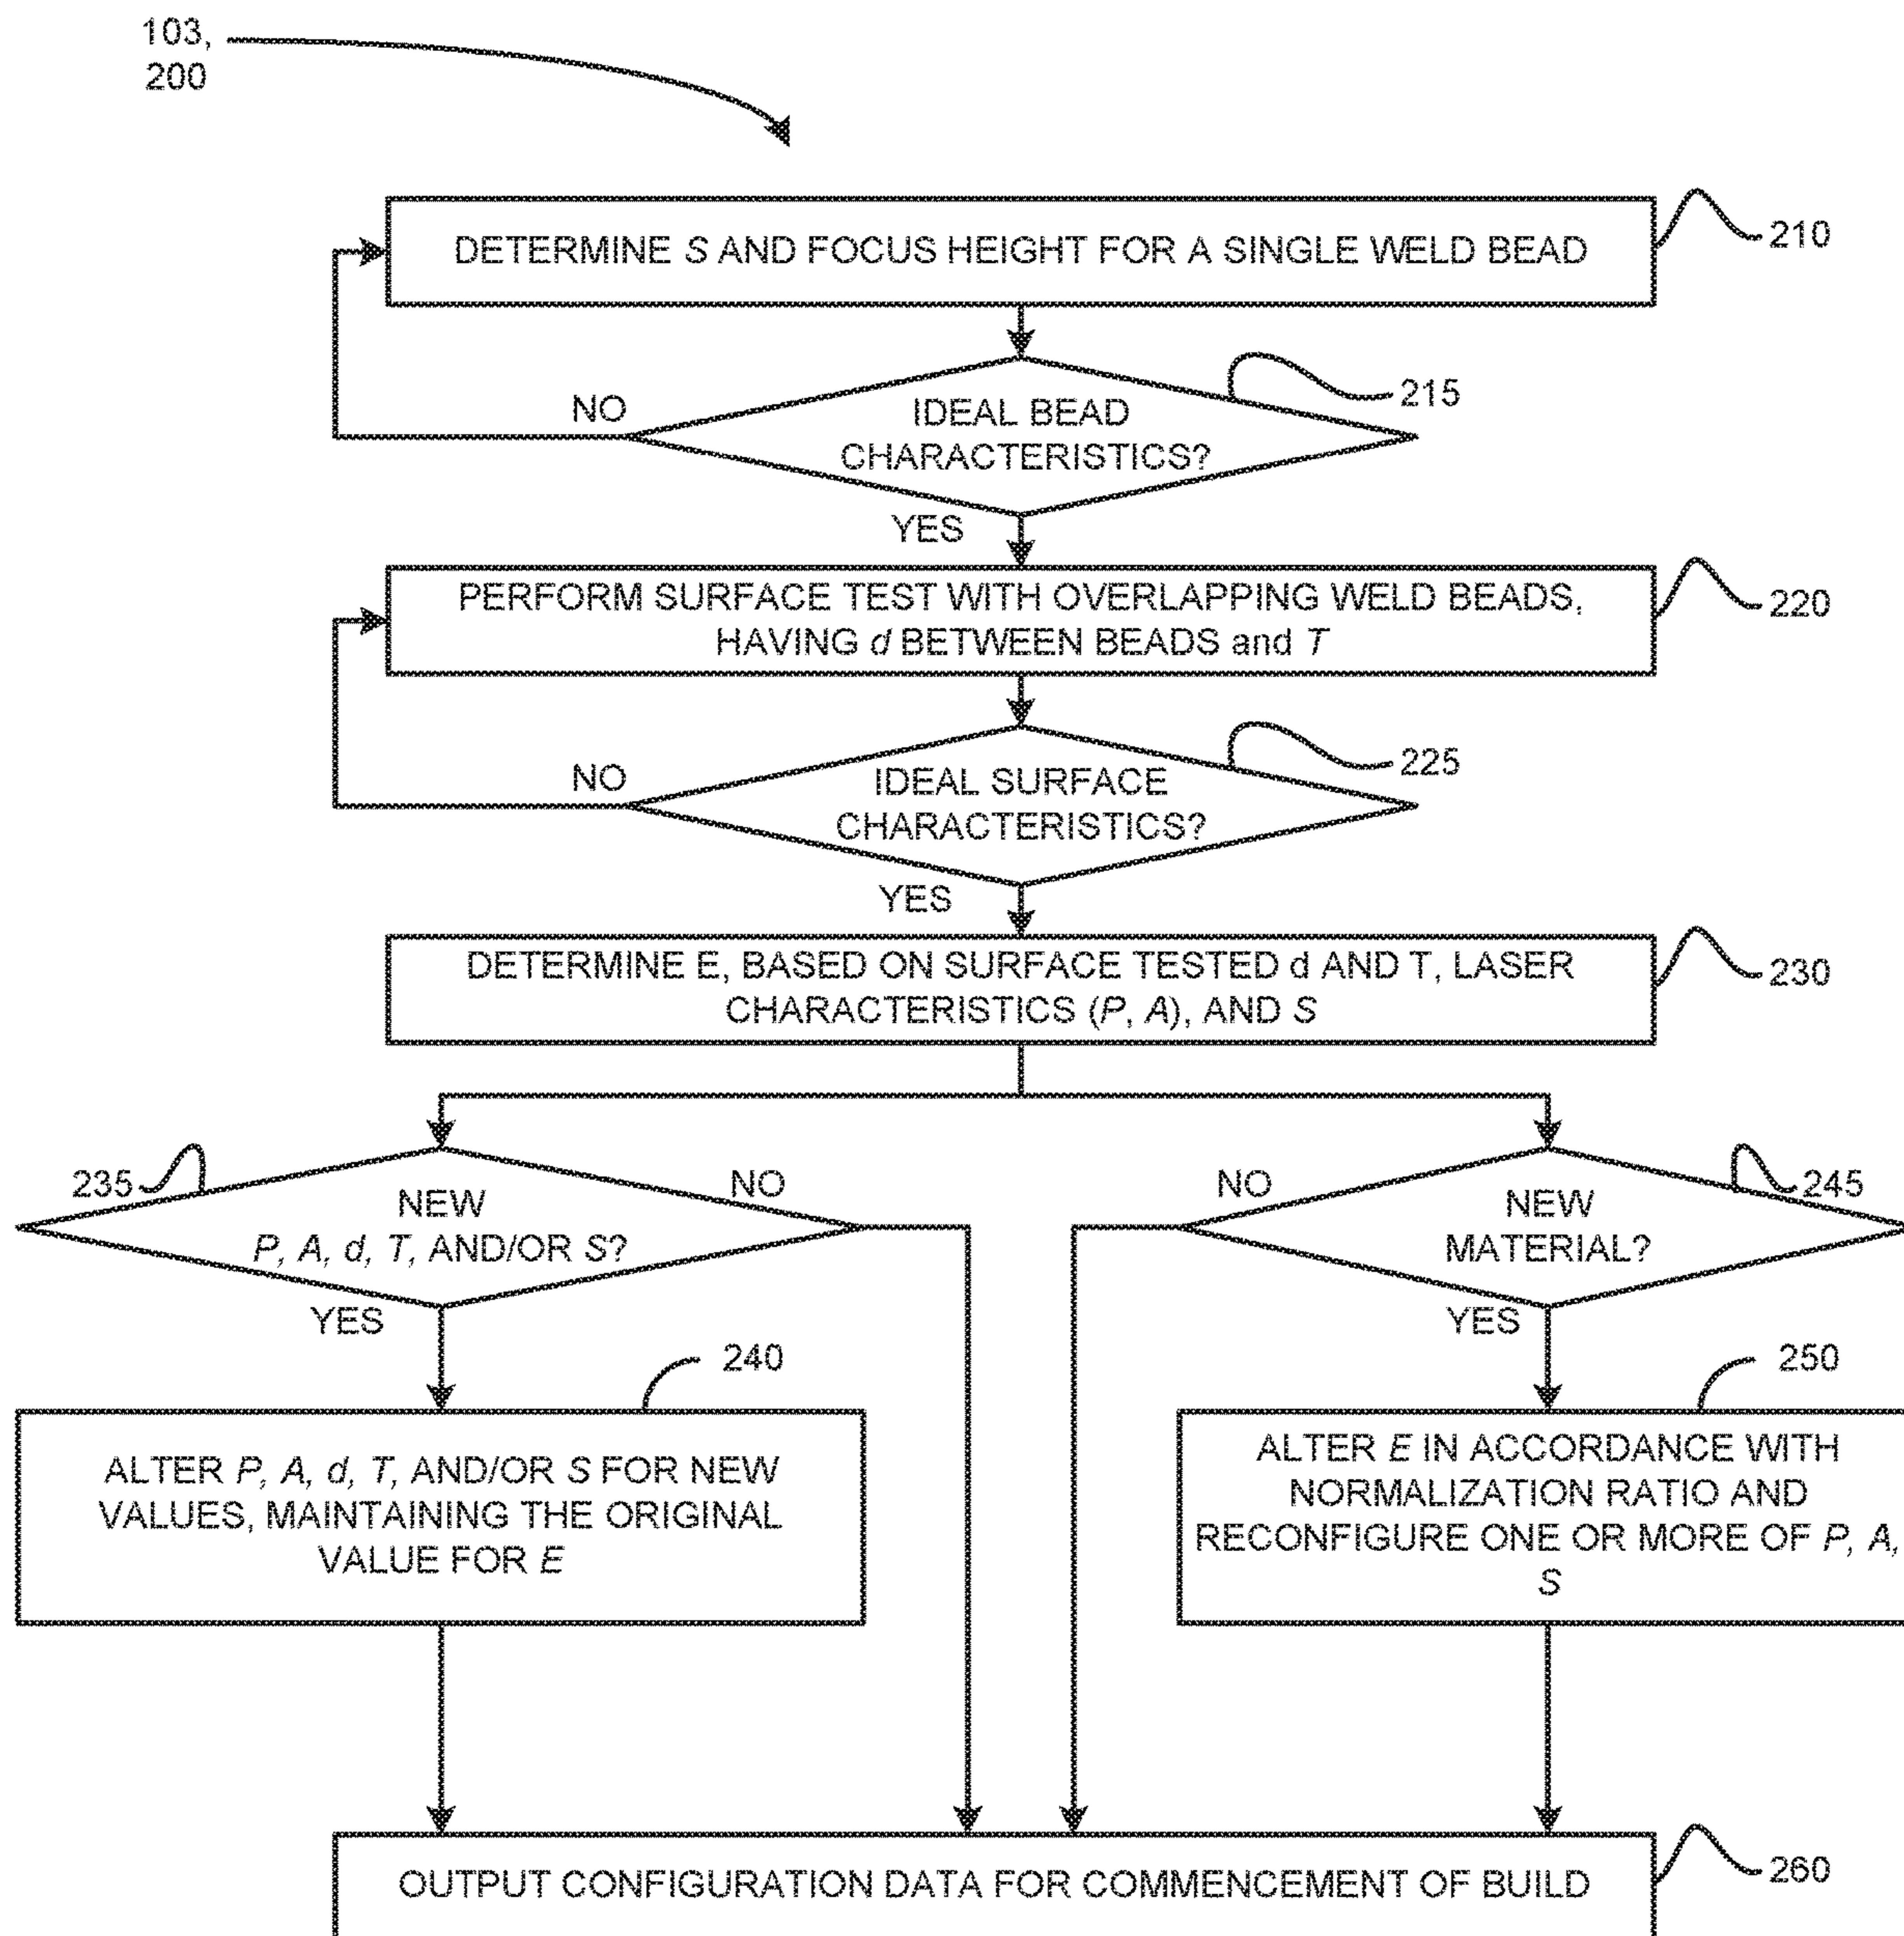 103,
200
DETERMINE S AND FOCUS HEIGHT FOR A SINGLE WELD BEAD
210
NO
IDEAL BEAD
CHARACTERISTICS?
215
YES
PERFORM SURFACE TEST WITH OVERLAPPING WELD BEADS,
HAVING d BETWEEN BEADS and T
220
NO
IDEAL SURFACE
CHARACTERISTICS?
225
YES
DETERMINE E, BASED ON SURFACE TESTED d AND T, LASER
CHARACTERISTICS (P, A), AND S
230
235
NEW
P, A, d, T, AND/OR S?
NO
YES
NO
NEW
MATERIAL?
245
YES
240
ALTER P, A, d, T, AND/OR S FOR NEW
VALUES, MAINTAINING THE ORIGINAL
VALUE FOR E
250
ALTER E IN ACCORDANCE WITH
NORMALIZATION RATIO AND
RECONFIGURE ONE OR MORE OF P, A,
S
OUTPUT CONFIGURATION DATA FOR COMMENCEMENT OF BUILD
260